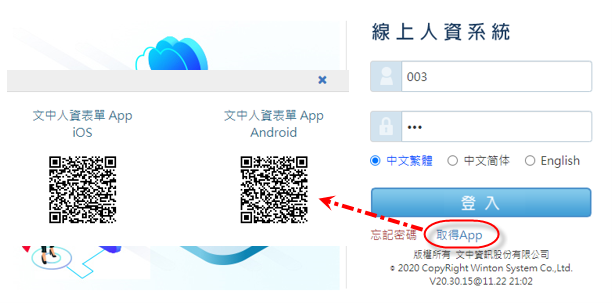 線上人資系統
×
文中人資表單 App
iOS
文中人資表單 App
Android
003
•••
中文繁體 中文简体 English
登入
忘記密碼 取得App
版權所有 文中資訊股份有限公司
© 2020 CopyRight Winton System Co.,Ltd.
V20.30.15@11.22 21:02